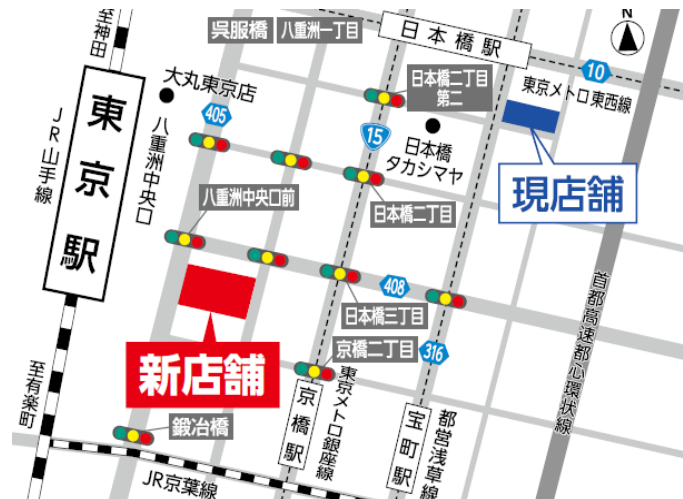 至神田
呉服橋
八重洲一丁目
日本橋駅
N
10
東京メトロ東西線
大丸東京店
405
日本橋二丁目
第二
15
日本橋
タカシマヤ
現店舗
東京駅
JR山手線
八重洲中央口
八重洲中央口前
日本橋二丁目
408
日本橋三丁目
首都高速都心環状線
新店舗
京橋二丁目
316
至有楽町
鍛冶橋
京橋駅
東京メトロ銀座線
宝町駅
都営浅草線
JR京葉線